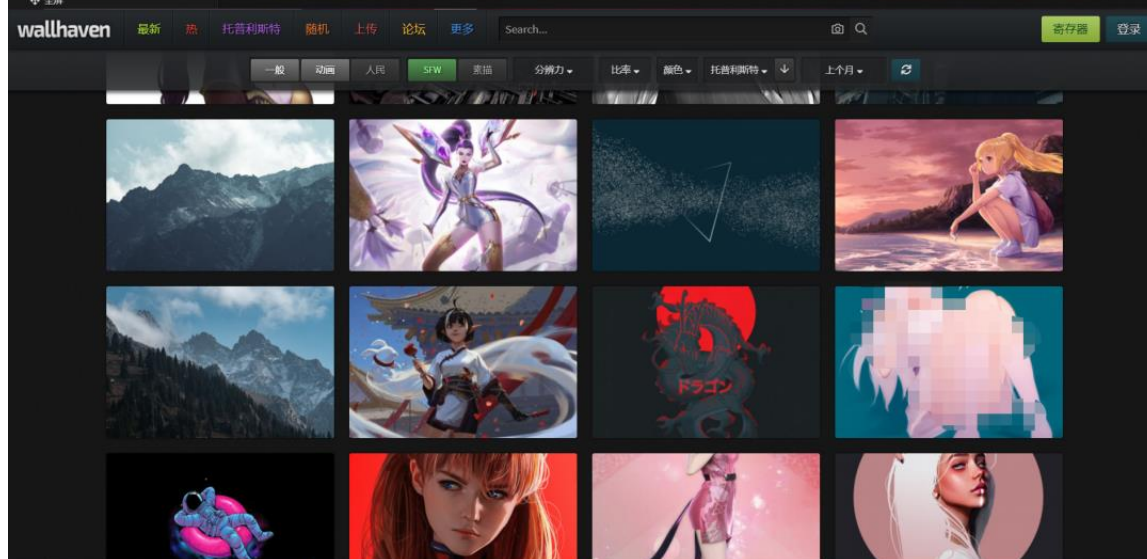 全屏
wallhaven 最新 热 托普利斯特 随机 上传 论坛 更多 Search... 寄存器 登录
一般 动画 人民 SFW 素描 分辨力 比率 颜色 托普利斯特 上个月
ドラゴン